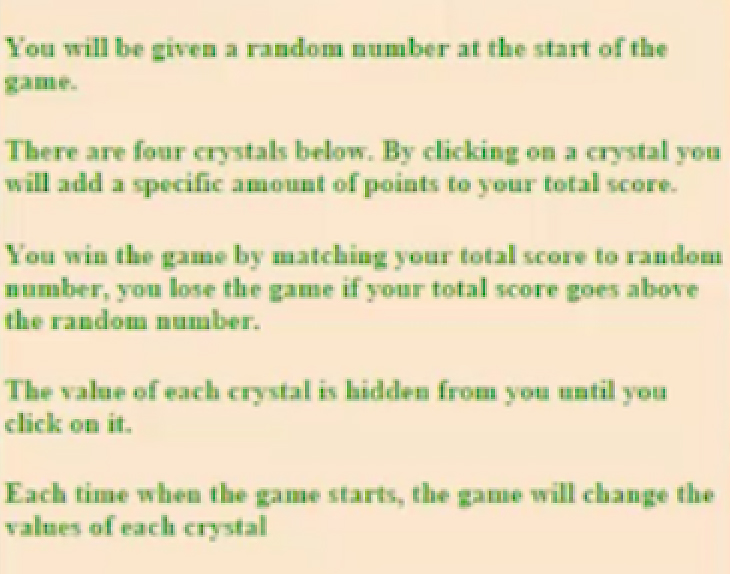 You will be given a random number at the start of the
game.
There are four crystals below. By clicking on a crystal you
will add a specific amount of points to your total score.
You win the game by matching your total score to random
number, you lose the game if your total score goes above
the random number.
The value of each crystal is hidden from you until you
click on it.
Each time when the game starts, the game will change the
values of each crystal